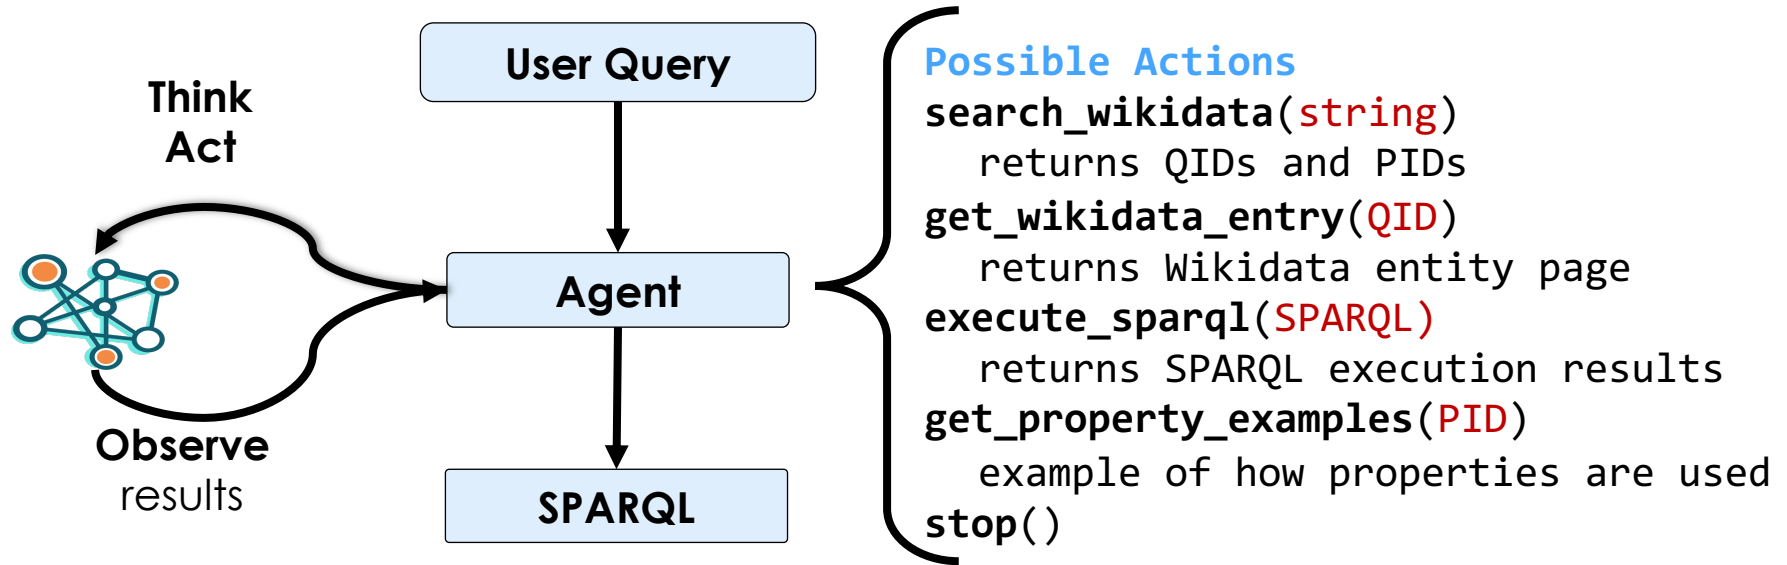 User Query
Think
Act
Agent
Observe
results
SPARQL
Possible Actions
search_wikidata(string)
returns QIDs and PIDs
get_wikidata_entry(QID)
returns Wikidata entity page
execute_sparql(SPARQL)
returns SPARQL execution results
get_property_examples(PID)
example of how properties are used
stop()